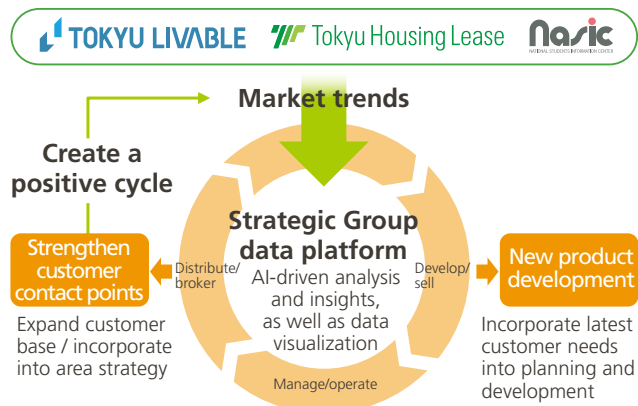 TOKYU LIVABLE
Tokyu Housing Lease
nasic
NATIONAL STUDENTS INFORMATION CENTER
Market trends
Create a
positive cycle
Strategic Group
data platform
AI-driven analysis
and insights,
as well as data
visualization
Strengthen
customer
contact points
Distribute/
broker
Develop/
sell
New product
development
Expand customer
base / incorporate
into area strategy
Incorporate latest
customer needs
into planning and
development
Manage/operate